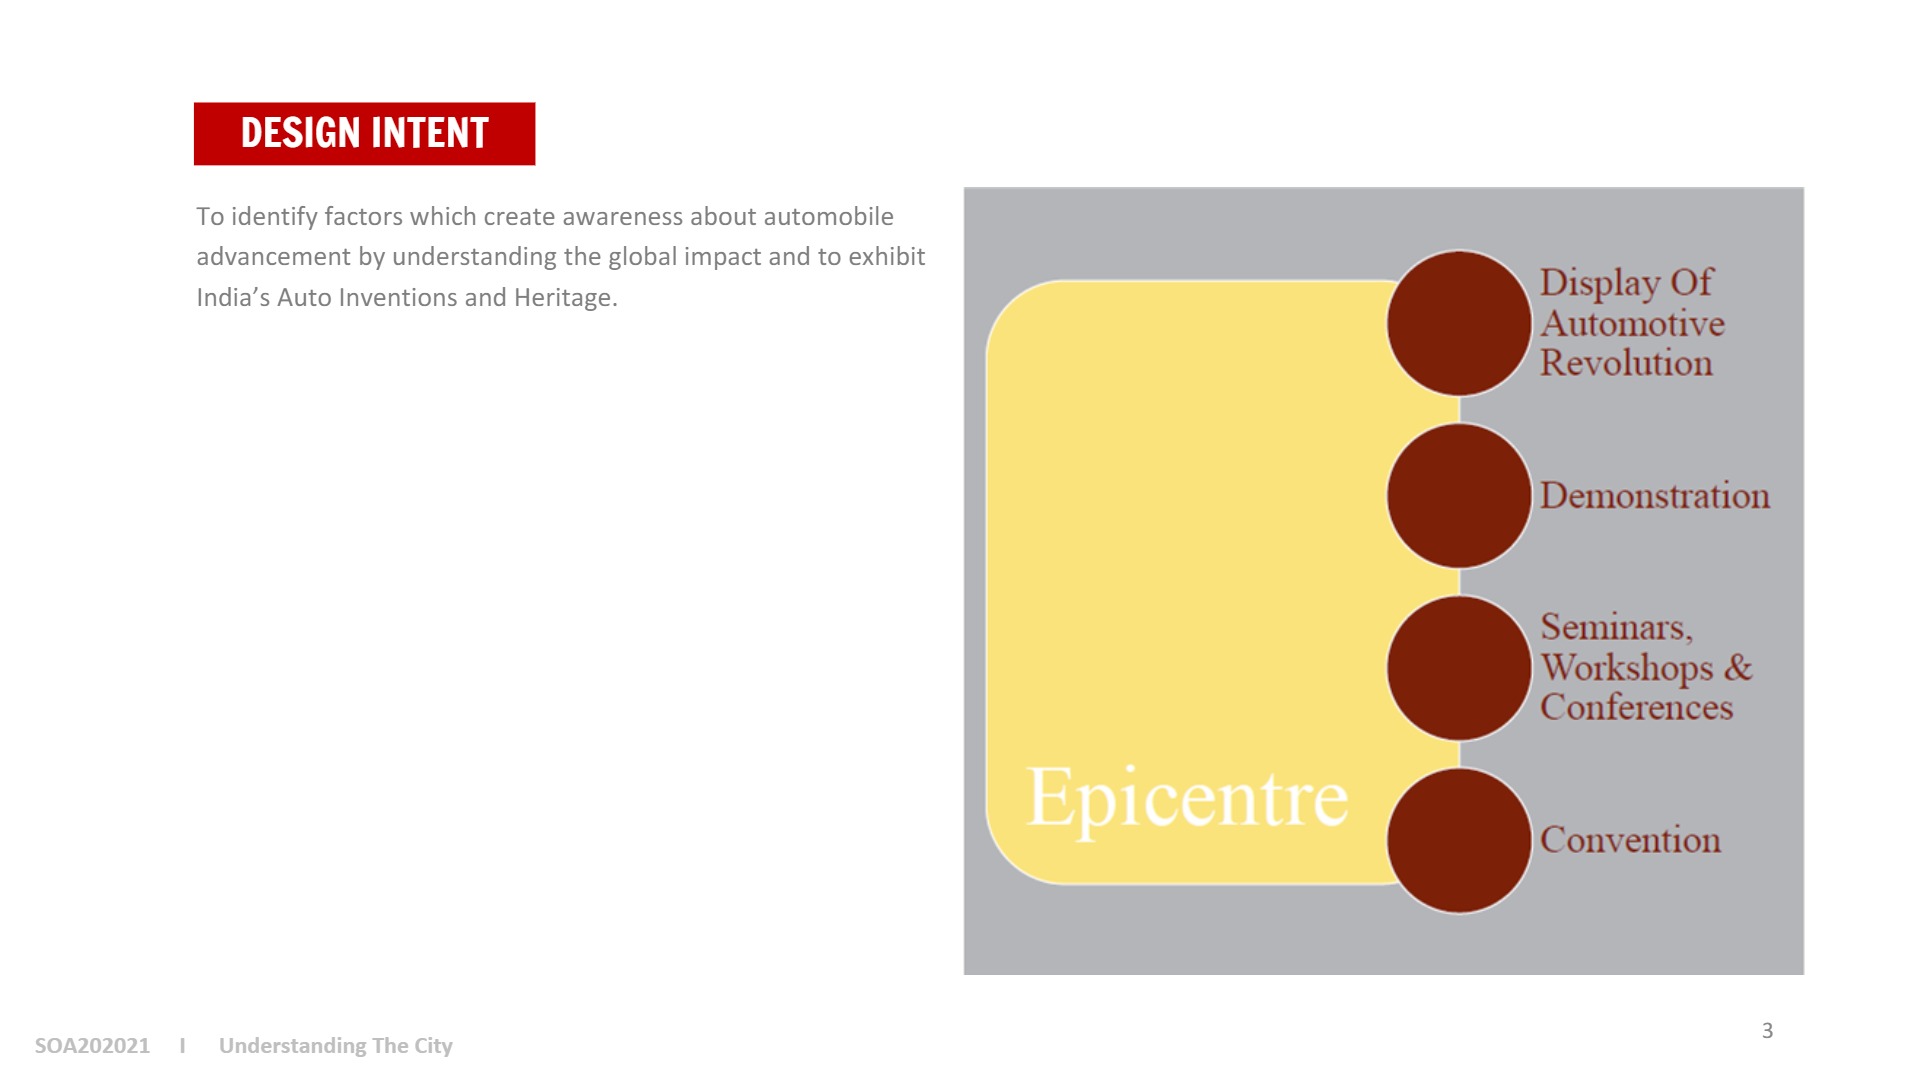 DESIGN INTENT
To identify factors which create awareness about automobile
advancement by understanding the global impact and to exhibit
India’s Auto Inventions and Heritage.
Display Of
Automotive
Revolution
Demonstration
Seminars,
Workshops &
Conferences
Epicentre
Convention
SOA202021 I Understanding The City
3